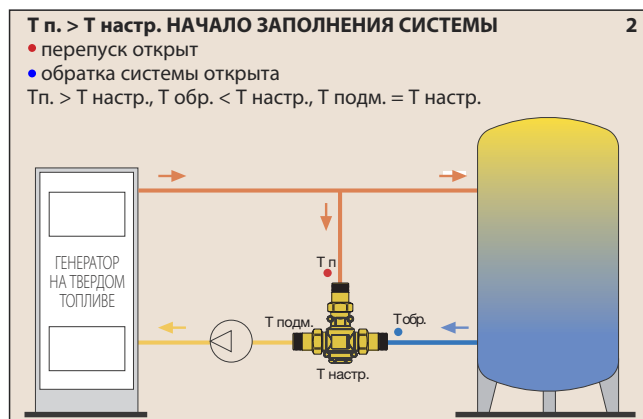 Т п. > Т настр. НАЧАЛО ЗАПОЛНЕНИЯ СИСТЕМЫ 2
• перепуск открыт
• обратка системы открыта
Тп. > Т настр., Т обр. < Т настр., Т подм. = Т настр.
ГЕНЕРАТОР
НА ТВЕРДОМ
ТОПЛИВЕ
Т п
Т подм.
Т обр.
Т настр.